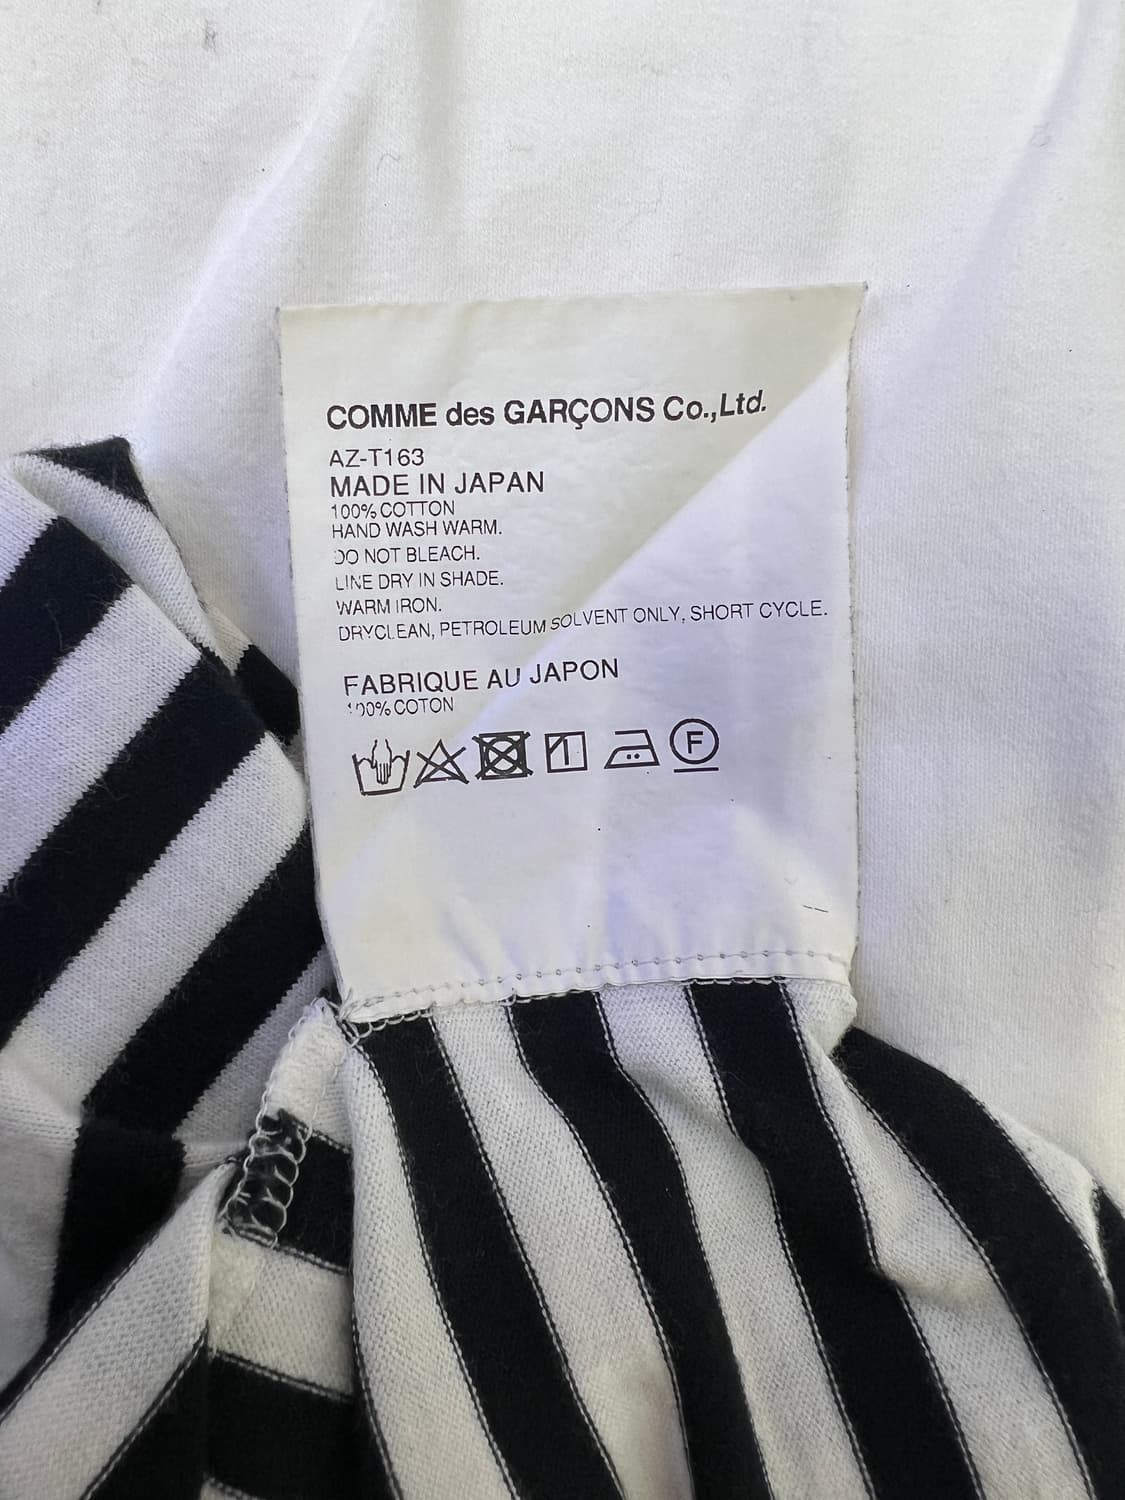 COMME des GARÇONS Co.,Ltd.
AZ-T163
MADE IN JAPAN
100% COTTON
HAND WASH WARM.
DO NOT BLEACH.
LINE DRY IN SHADE.
WARM IRON.
DRYCLEAN, PETROLEUM SOLVENT ONLY, SHORT CYCLE.
FABRIQUE AU JAPON
100% COTON
F